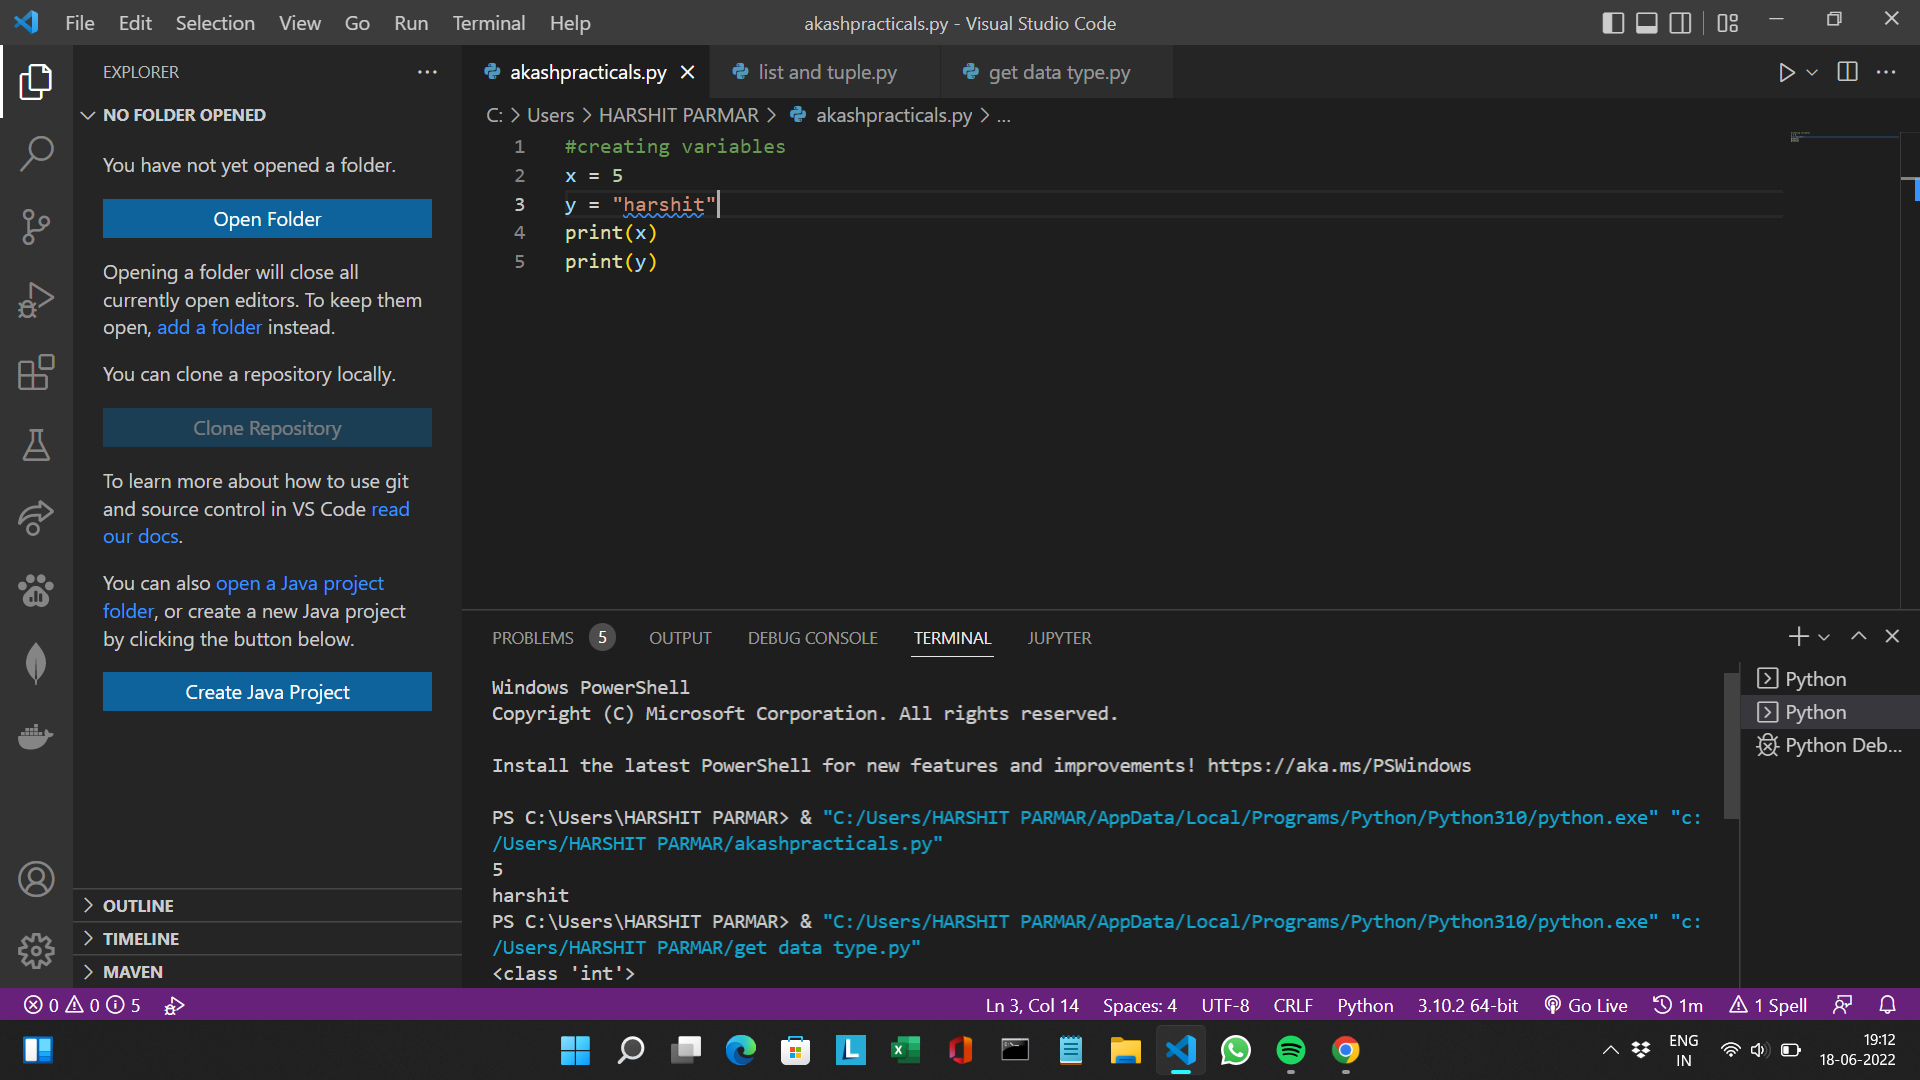 File Edit Selection View Go Run Terminal Help
akashpracticals.py - Visual Studio Code
EXPLORER
NO FOLDER OPENED
You have not yet opened a folder.
Open Folder
Opening a folder will close all
currently open editors. To keep them
open, add a folder instead.
You can clone a repository locally.
Clone Repository
To learn more about how to use git
and source control in VS Code read
our docs.
You can also open a Java project
folder, or create a new Java project
by clicking the button below.
Create Java Project
OUTLINE
TIMELINE
MAVEN
akashpracticals.py list and tuple.py get data type.py
C: > Users > HARSHIT PARMAR > akashpracticals.py > ...
1 #creating variables
2 x = 5
3 y = "harshit"
4 print(x)
5 print(y)
PROBLEMS 5 OUTPUT DEBUG CONSOLE TERMINAL JUPYTER
Windows PowerShell
Copyright (C) Microsoft Corporation. All rights reserved.
Install the latest PowerShell for new features and improvements! https://aka.ms/PSWindows
PS C:\Users\HARSHIT PARMAR> & "C:/Users/HARSHIT PARMAR/AppData/Local/Programs/Python/Python310/python.exe" "c:
/Users/HARSHIT PARMAR/akashpracticals.py"
5
harshit
PS C:\Users\HARSHIT PARMAR> & "C:/Users/HARSHIT PARMAR/AppData/Local/Programs/Python/Python310/python.exe" "c:
/Users/HARSHIT PARMAR/get data type.py"
<class 'int'>
Python
Python
Python Deb...
0 0 5 Ln 3, Col 14 Spaces: 4 UTF-8 CRLF Python 3.10.2 64-bit Go Live 1m 1 Spell
ENG
IN
19:12
18-06-2022